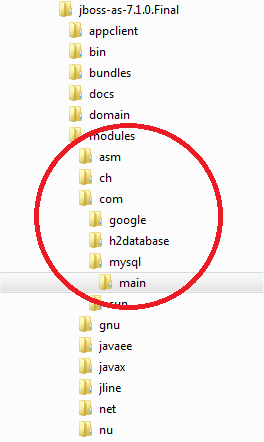 jboss-as-7.1.0.Final
appclient
bin
bundles
docs
domain
modules
asm
ch
com
google
h2database
mysql
main
sun
gnu
javaee
javax
jline
net
nu